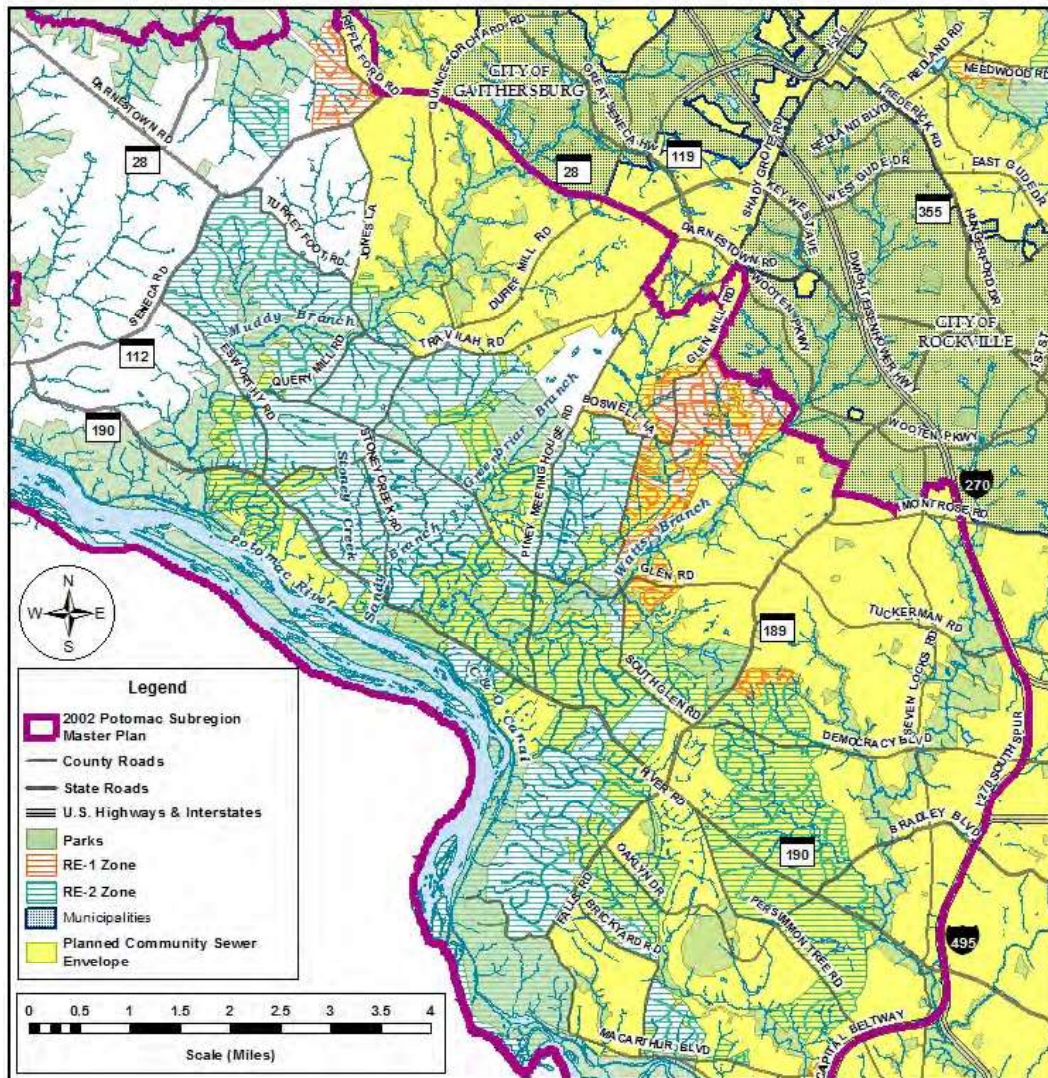 RIFFLE FORD RD
QUINCE ORCHARD RD
CITY OF
GAITHERSBURG
GREAT SENECA HWY
I-370
REDLAND RD
NEEDWOOD RD
DARNESTOWN RD
FREDERICK RD
REDLAND BLVD
28
119
SHADY GROVE RD
WEST GUDE DR
EAST GUDE DR
28
KEY WEST AVE
355
TURKEY FOOT RD
JONES LA
HUNGERFORD DR
DARNESTOWN RD
DUFIEF MILL RD
WOOTEN PKWY
DWIGHT EISENHOWER HWY
SENECA RD
Muddy Branch
GLEN MILL RD
CITY OF
ROCKVILLE
TRAVILAH RD
1ST ST
112
ESWORTHY RD
QUERY MILL RD
Greenbriar Branch
BOSWELL LA
190
STONEY CREEK RD
PINEY MEETING HOUSE RD
WOOTEN PKWY
Stoney Creek
270
MONTROSE RD
Sandy Branch
Watts Branch
Potomac River
GLEN RD
TUCKERMAN RD
N
W
E
S
189
SEVEN LOCKS RD
C & O Canal
SOUTH GLEN RD
DEMOCRACY BLVD
I-270 SOUTH SPUR
RIVER RD
BRADLEY BLVD
190
OAKLYN DR
FALLS RD
BRICKYARD RD
PERSIMMON TREE RD
495
MACARTHUR BLVD
CAPITAL BELTWAY
Legend
2002 Potomac Subregion
Master Plan
County Roads
State Roads
U.S. Highways & Interstates
Parks
RE-1 Zone
RE-2 Zone
Municipalities
Planned Community Sewer
Envelope
0 0.5 1 1.5 2 2.5 3 3.5 4
Scale (Miles)